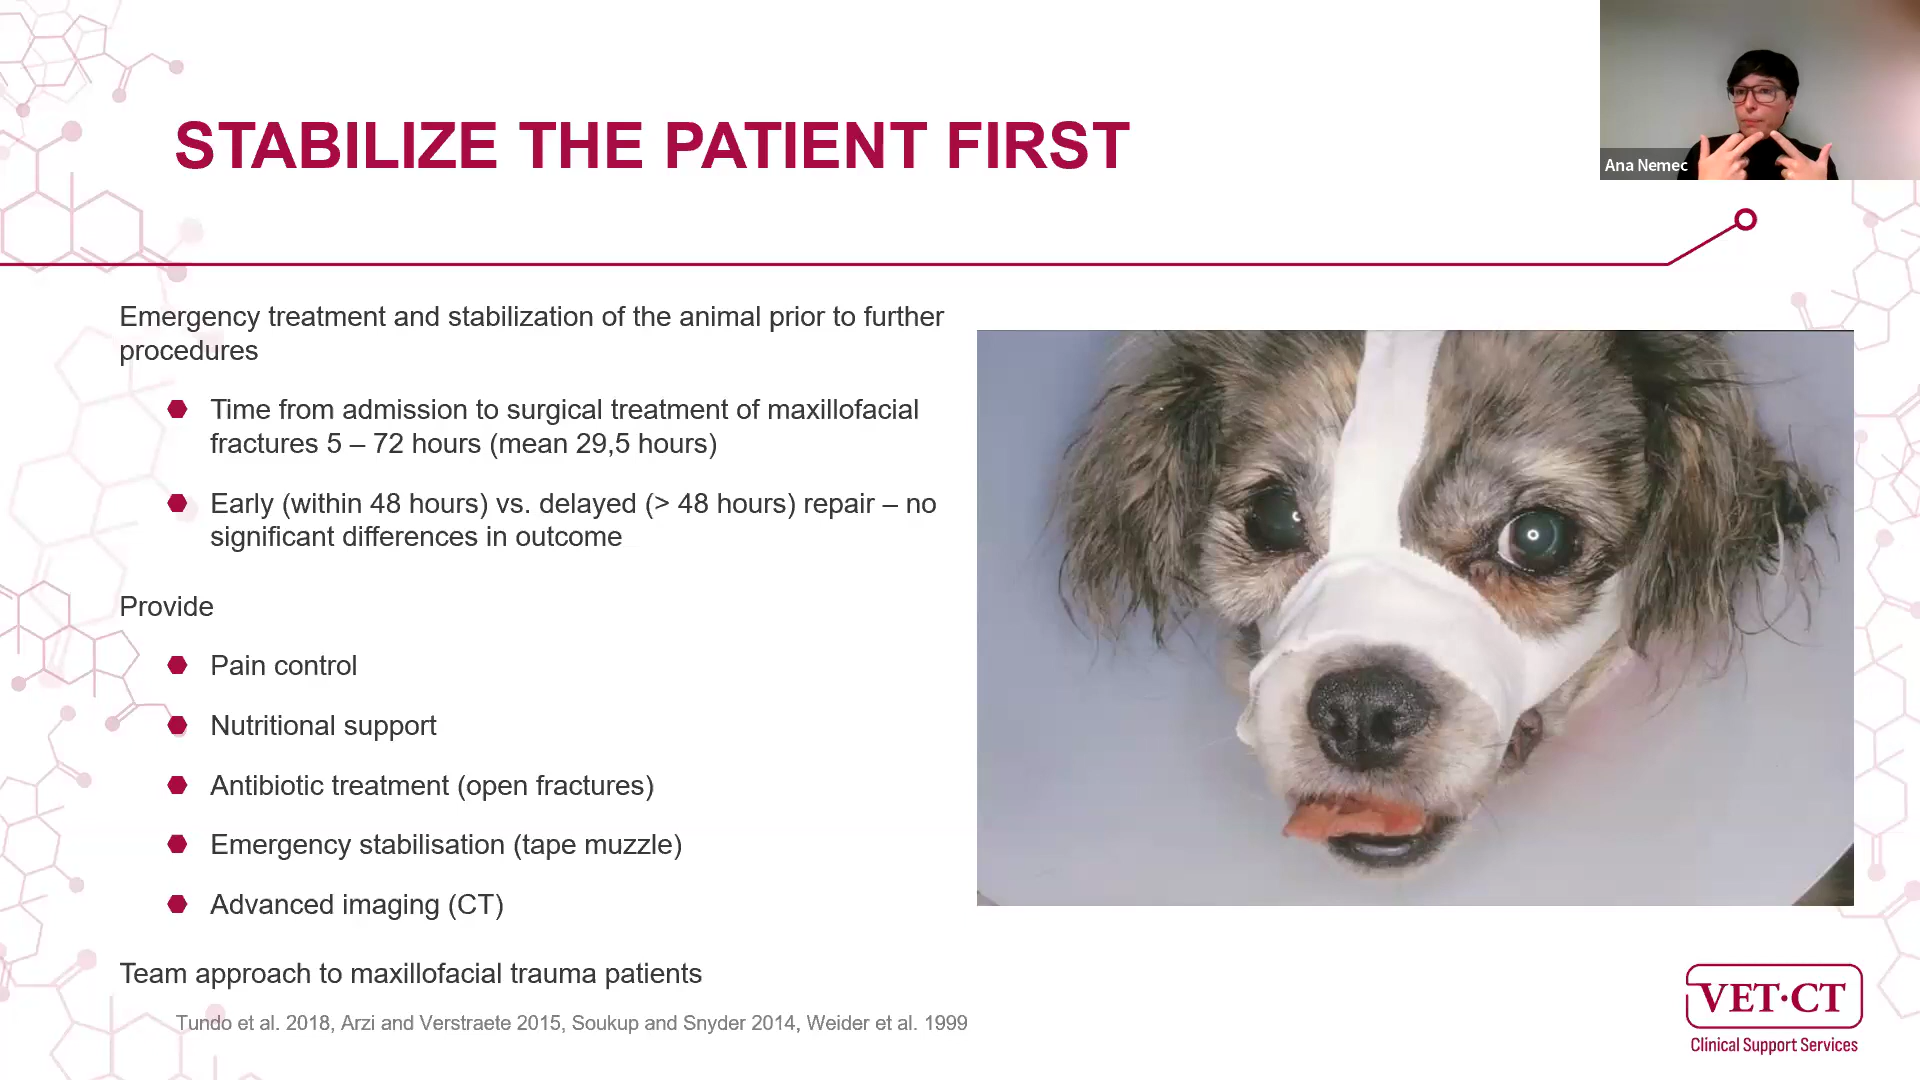 STABILIZE THE PATIENT FIRST
Ana Nemec
Emergency treatment and stabilization of the animal prior to further
procedures
Time from admission to surgical treatment of maxillofacial
fractures 5 – 72 hours (mean 29,5 hours)
Early (within 48 hours) vs. delayed (> 48 hours) repair – no
significant differences in outcome
Provide
Pain control
Nutritional support
Antibiotic treatment (open fractures)
Emergency stabilisation (tape muzzle)
Advanced imaging (CT)
Team approach to maxillofacial trauma patients
Tundo et al. 2018, Arzi and Verstraete 2015, Soukup and Snyder 2014, Weider et al. 1999
VET·CT
Clinical Support Services